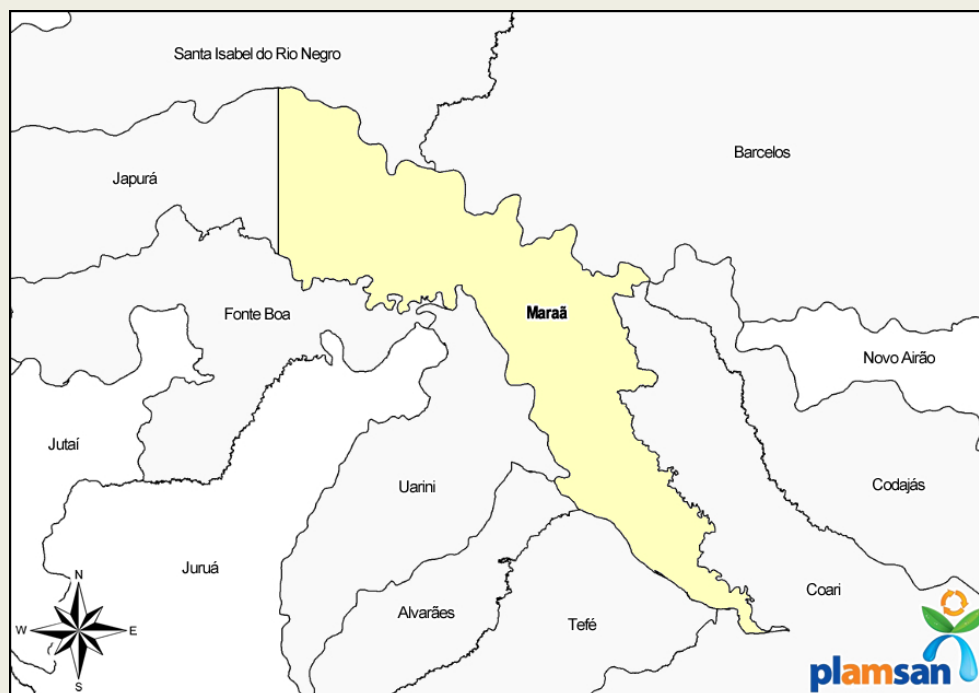 Santa Isabel do Rio Negro
Barcelos
Japurá
Fonte Boa
Maraã
Novo Airão
Jutaí
Uarini
Codajás
Juruá
N
W
E
S
Alvarães
Tefé
Coari
plamsan